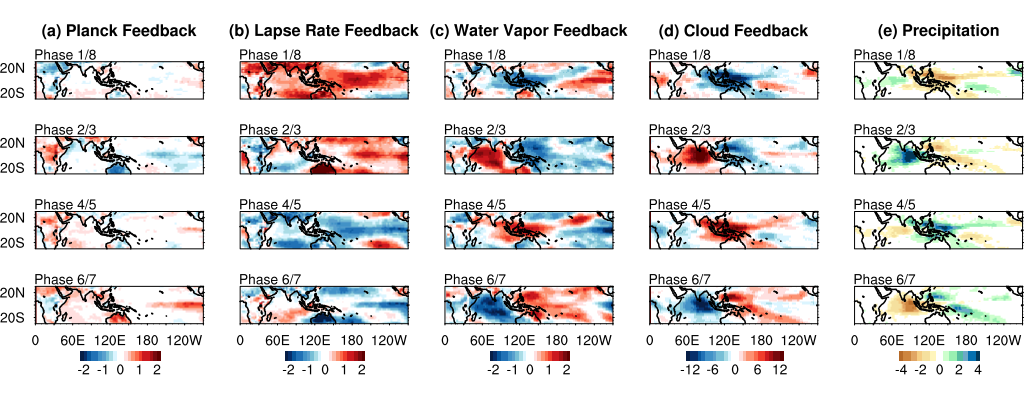 (a) Planck Feedback (b) Lapse Rate Feedback (c) Water Vapor Feedback (d) Cloud Feedback (e) Precipitation
Phase 1/8 Phase 1/8 Phase 1/8 Phase 1/8 Phase 1/8
20N
20S
Phase 2/3 Phase 2/3 Phase 2/3 Phase 2/3 Phase 2/3
20N
20S
Phase 4/5 Phase 4/5 Phase 4/5 Phase 4/5 Phase 4/5
20N
20S
Phase 6/7 Phase 6/7 Phase 6/7 Phase 6/7 Phase 6/7
20N
20S
0 60E 120E 180 120W 60E 120E 180 120W 0 60E 120E 180 120W 0 60E 120E 180 120W 0 60E 120E 180 120W
-2 -1 0 1 2 -2 -1 0 1 2 -2 -1 0 1 2 -12 -6 0 6 12 -4 -2 0 2 4